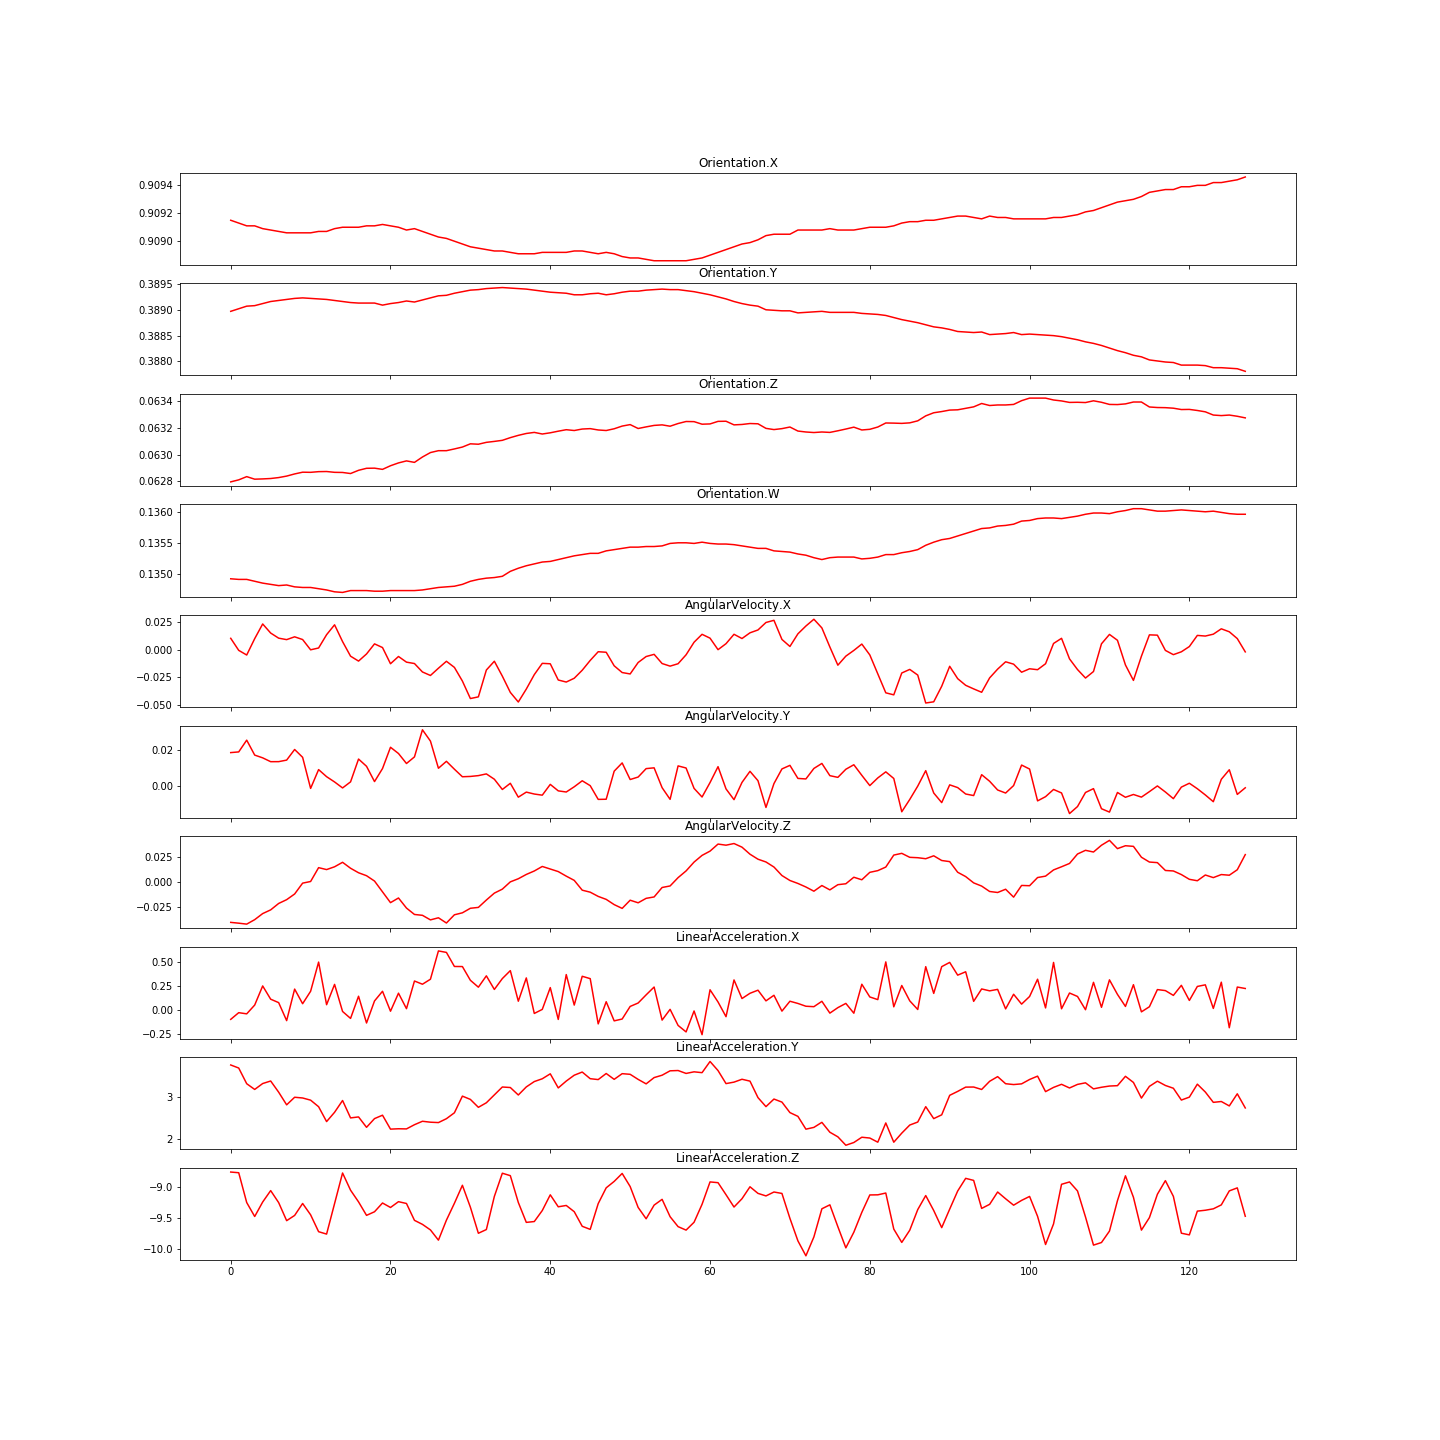 Orientation.X
0.9094
0.9092
0.9090
Orientation.Y
0.3895
0.3890
0.3885
0.3880
Orientation.Z
0.0634
0.0632
0.0630
0.0628
Orientation.W
0.1360
0.1355
0.1350
AngularVelocity.X
0.025
0.000
−0.025
−0.050
AngularVelocity.Y
0.02
0.00
AngularVelocity.Z
0.025
0.000
−0.025
LinearAcceleration.X
0.50
0.25
0.00
−0.25
LinearAcceleration.Y
3
2
LinearAcceleration.Z
−9.0
−9.5
−10.0
0 20 40 60 80 100 120